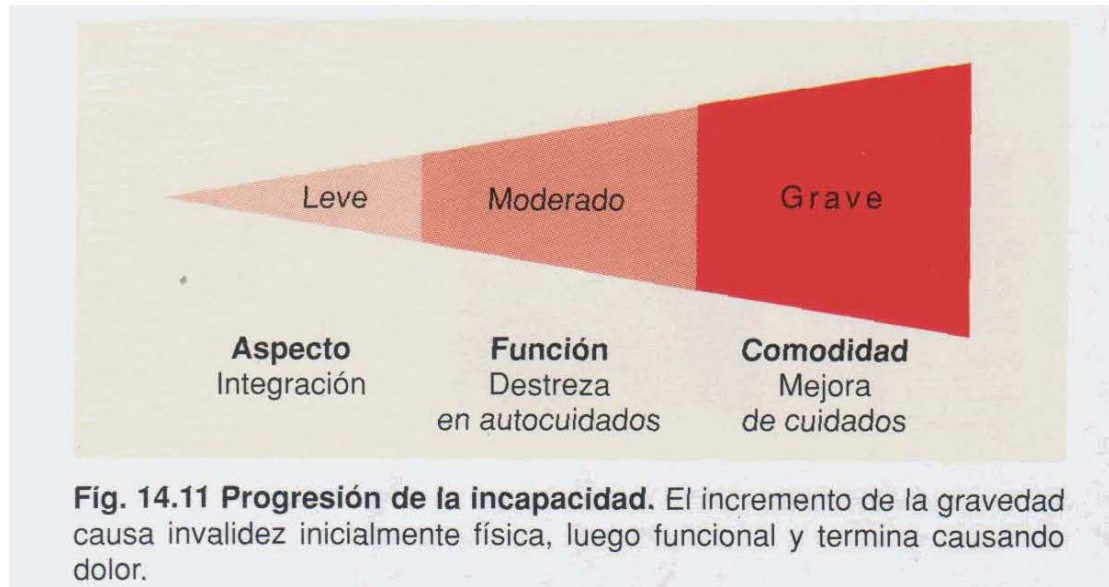 Leve Moderado Grave
Aspecto
Integración
Función
Destreza
en autocuidados
Comodidad
Mejora
de cuidados
Fig. 14.11 Progresión de la incapacidad. El incremento de la gravedad
causa invalidez inicialmente física, luego funcional y termina causando
dolor.